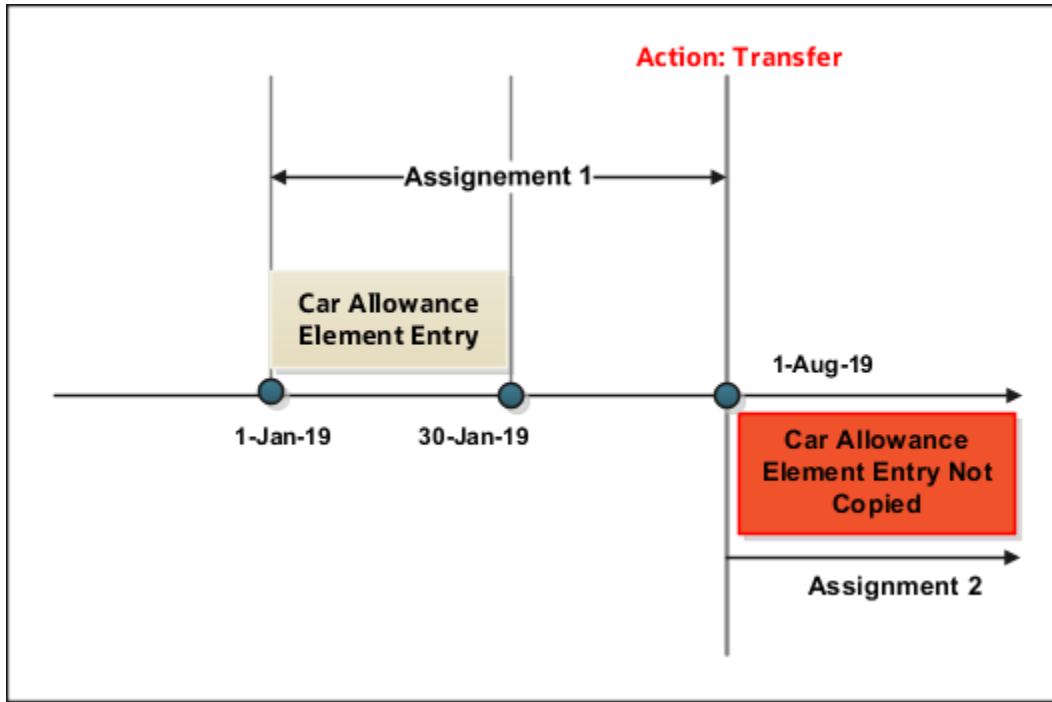 Action: Transfer
Assignement 1
Car Allowance
Element Entry
1-Aug-19
1-Jan-19
30-Jan-19
Car Allowance
Element Entry Not
Copied
Assignment 2